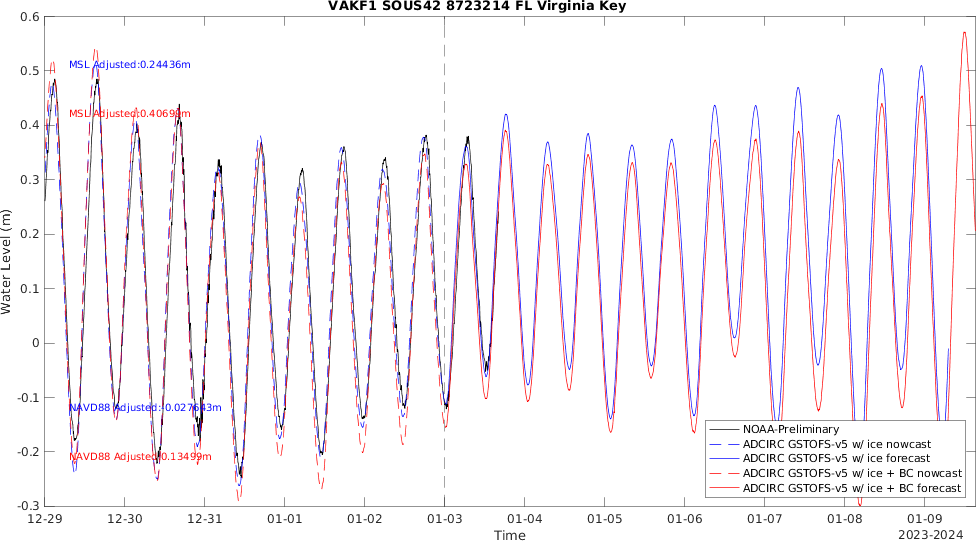 VAKF1 SOUS42 8723214 FL Virginia Key
0.6
0.5
0.4
0.3
0.2
0.1
0
-0.1
-0.2
-0.3
Water Level (m)
MSL Adjusted:0.24436m
MSL Adjusted:0.40699m
NAVD88 Adjusted:-0.027643m
NAVD88 Adjusted:0.13499m
NOAA-Preliminary
ADCIRC GSTOFS-v5 w/ ice nowcast
ADCIRC GSTOFS-v5 w/ ice forecast
ADCIRC GSTOFS-v5 w/ ice + BC nowcast
ADCIRC GSTOFS-v5 w/ ice + BC forecast
12-29 12-30 12-31 01-01 01-02 01-03 01-04 01-05 01-06 01-07 01-08 01-09
Time
2023-2024